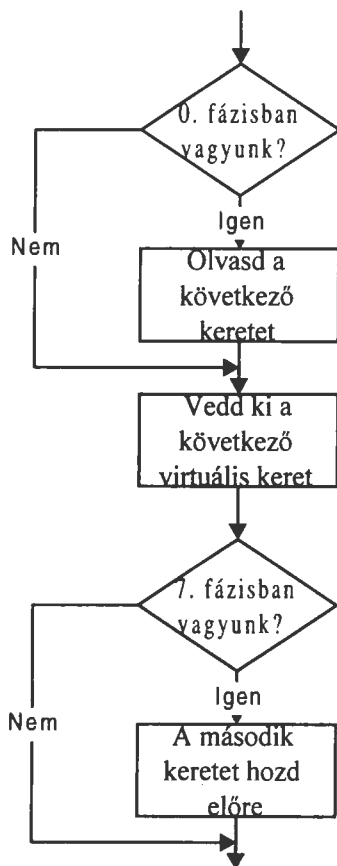 0. fázisban
vagyunk?
Igen
Nem
Olvasd a
következő
keretet
Vedd ki a
következő
virtuális keret
7. fázisban
vagyunk?
Igen
Nem
A második
keretet hozd
előre